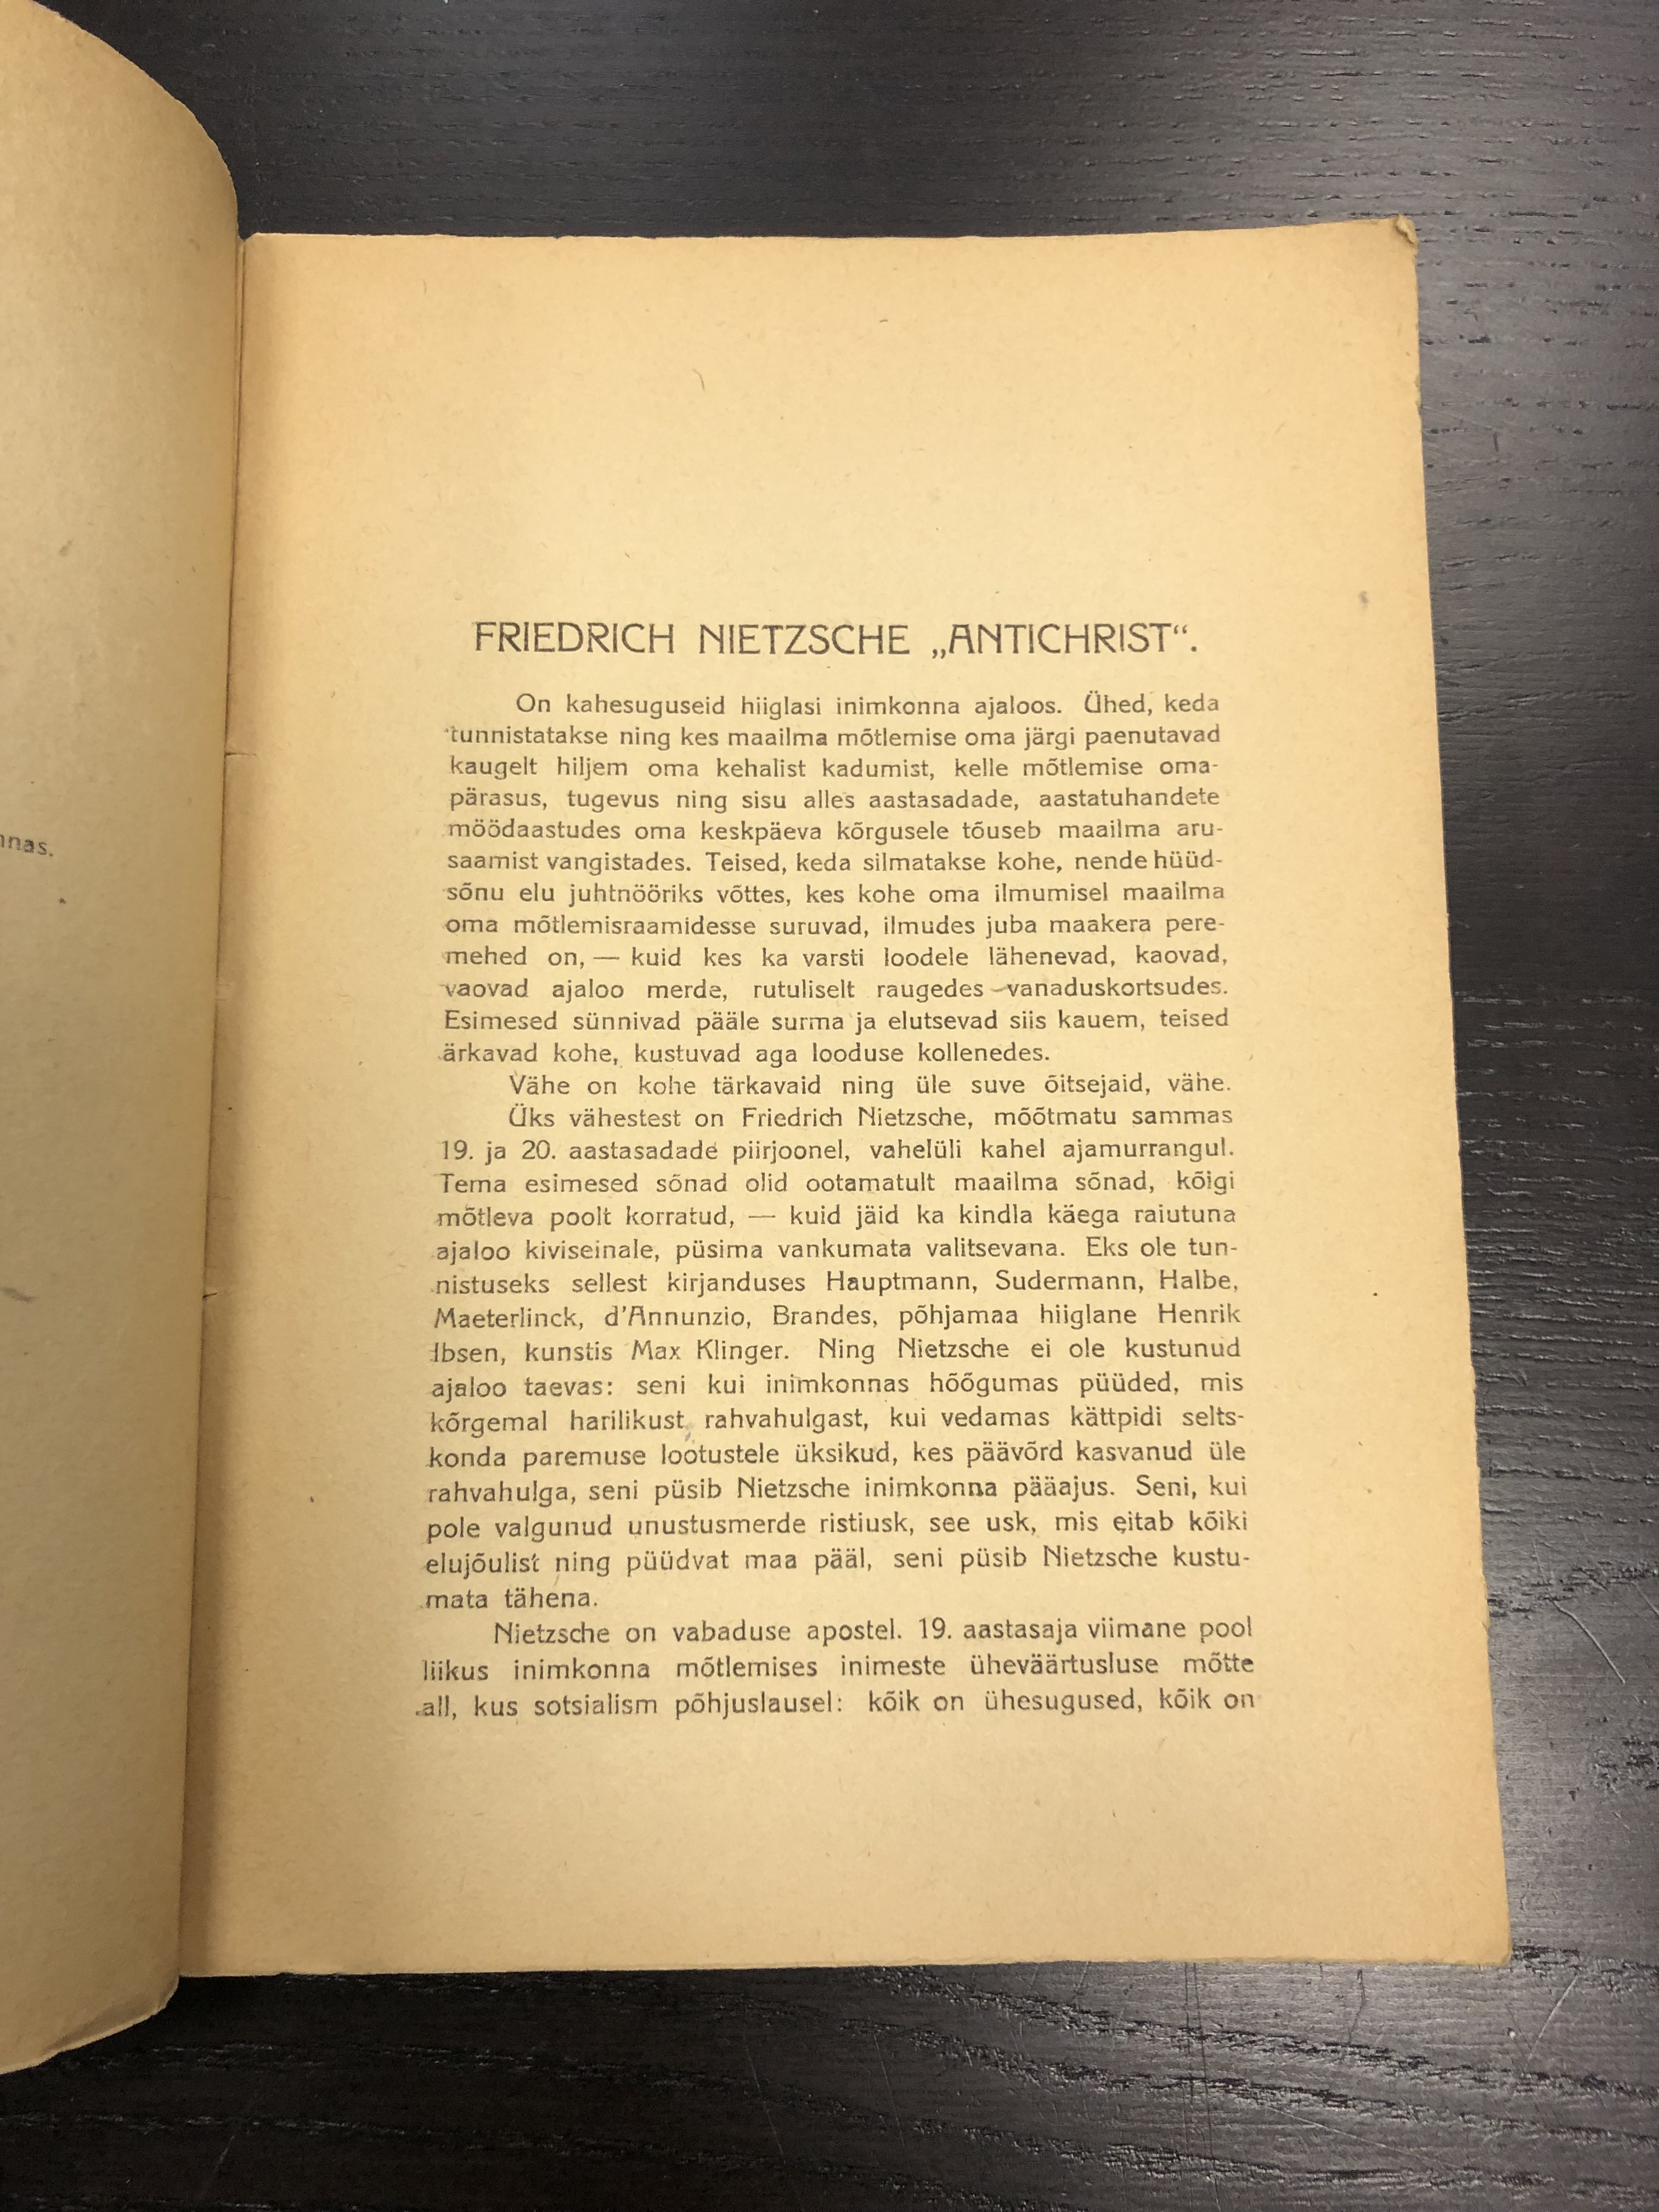 nnas.
FRIEDRICH NIETZSCHE „ANTICHRIST“.
On kahesuguseid hiiglasi inimkonna ajaloos. Ühed, keda
tunnistatakse ning kes maailma mõtlemise oma järgi paenutavad
kaugelt hiljem oma kehalist kadumist, kelle mõtlemise oma-
pärasus, tugevus ning sisu alles aastasadade, aastatuhandete
möödaastudes oma keskpäeva kõrgusele tõuseb maailma aru-
saamist vangistades. Teised, keda silmatakse kohe, nende hüüd-
sõnu elu juhtnööriks võttes, kes kohe oma ilmumisel maailma
oma mõtlemisraamidesse suruvad, ilmudes juba maakera pere-
mehed on, — kuid kes ka varsti loodele lähenevad, kaovad,
vaovad ajaloo merde, rutuliselt raugedes vanaduskortsudes.
Esimesed sünnivad pääle surma ja elutsevad siis kauem, teised
ärkavad kohe, kustuvad aga looduse kollenedes.
Vähe on kohe tärkavaid ning üle suve õitsejaid, vähe.
Üks vähestest on Friedrich Nietzsche, mõõtmatu sammas
19. ja 20. aastasadade piirjoonel, vahelüli kahel ajamurrangul.
Tema esimesed sõnad olid ootamatult maailma sõnad, kõigi
mõtleva poolt korratud, — kuid jäid ka kindla käega raiutuna
ajaloo kiviseinale, püsima vankumata valitsevana. Eks ole tun-
nistuseks sellest kirjanduses Hauptmann, Sudermann, Halbe,
Maeterlinck, d'Annunzio, Brandes, põhjamaa hiiglane Henrik
Ibsen, kunstis Max Klinger. Ning Nietzsche ei ole kustunud
ajaloo taevas: seni kui inimkonnas hõõgumas püüded, mis
kõrgemal harilikust rahvahulgast, kui vedamas kättpidi selts-
konda paremuse lootustele üksikud, kes päävõrd kasvanud üle
rahvahulga, seni püsib Nietzsche inimkonna pääajus. Seni, kui
pole valgunud unustusmerde ristiusk, see usk, mis eitab kõiki
elujõulist ning püüdvat maa pääl, seni püsib Nietzsche kustu-
mata tähena.
Nietzsche on vabaduse apostel. 19. aastasaja viimane pool
liikus inimkonna mõtlemises inimeste üheväärtusluse mõtte
all, kus sotsialism põhjuslausel: kõik on ühesugused, kõik on